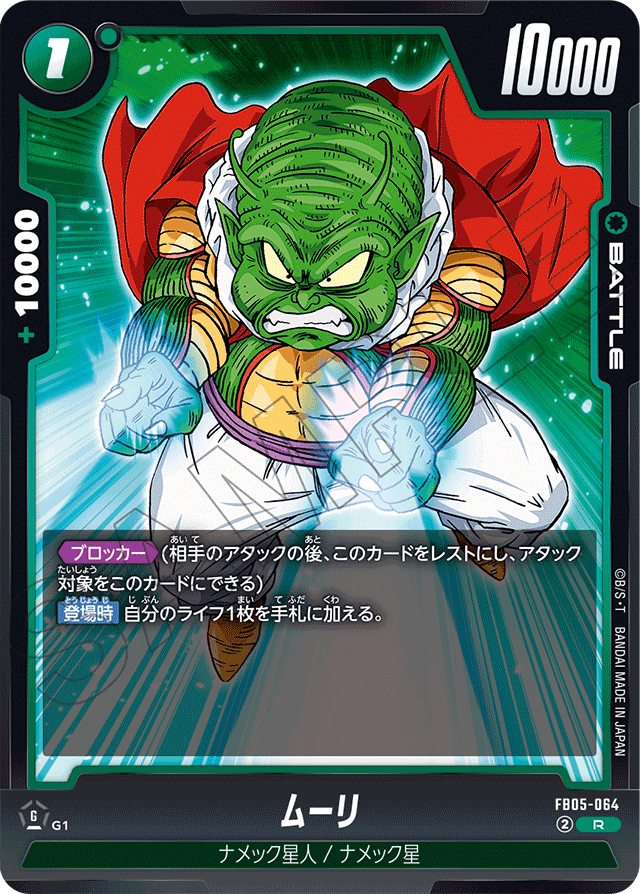 1
10000
+10000
BATTLE
ブロッカー (相手のアタックの後、このカードをレストにし、アタック
対象をこのカードにできる)
登場時 自分のライフ1枚を手札に加える。
©B/S・T BANDAI MADE IN JAPAN
SAMPLE
ムーリ
G G1
FB05-064
② R
ナメック星人 / ナメック星